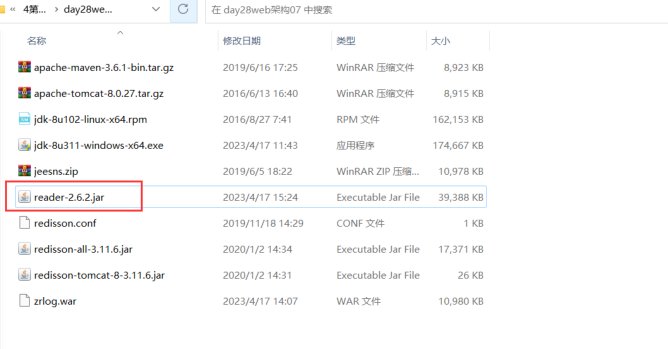 « 4第... › day28we... 在 day28web架构07 中搜索
名称 修改日期 类型 大小
apache-maven-3.6.1-bin.tar.gz 2019/6/16 17:25 WinRAR 压缩文件 8,923 KB
apache-tomcat-8.0.27.tar.gz 2016/6/13 16:40 WinRAR 压缩文件 8,915 KB
jdk-8u102-linux-x64.rpm 2016/8/27 7:41 RPM 文件 162,153 KB
jdk-8u311-windows-x64.exe 2023/4/17 11:43 应用程序 174,667 KB
jeesns.zip 2019/6/5 18:22 WinRAR ZIP 压缩... 10,978 KB
reader-2.6.2.jar 2023/4/17 15:24 Executable Jar File 39,388 KB
redisson.conf 2019/11/18 14:29 CONF 文件 1 KB
redisson-all-3.11.6.jar 2020/1/2 14:34 Executable Jar File 17,371 KB
redisson-tomcat-8-3.11.6.jar 2020/1/2 14:31 Executable Jar File 26 KB
zrlog.war 2023/4/17 14:07 WAR 文件 10,980 KB